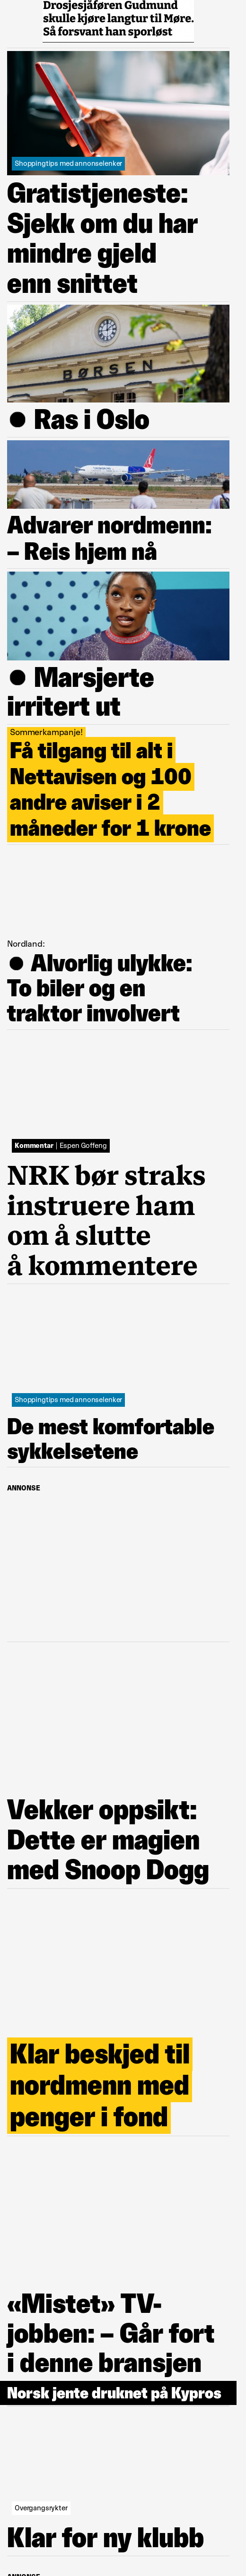 Drosjesjåføren Gudmund
skulle kjøre langtur til Møre.
Så forsvant han sporløst
Shoppingtips med annonselenker
Gratistjeneste:
Sjekk om du har
mindre gjeld
enn snittet
BØRSEN
● Ras i Oslo
Advarer nordmenn:
– Reis hjem nå
● Marsjerte
irritert ut
Sommerkampanje!
Få tilgang til alt i
Nettavisen og 100
andre aviser i 2
måneder for 1 krone
Nordland:
● Alvorlig ulykke:
To biler og en
traktor involvert
Kommentar | Espen Goffeng
NRK bør straks
instruere ham
om å slutte
å kommentere
Shoppingtips med annonselenker
De mest komfortable
sykkelsetene
ANNONSE
Vekker oppsikt:
Dette er magien
med Snoop Dogg
Klar beskjed til
nordmenn med
penger i fond
«Mistet» TV-
jobben: – Går fort
i denne bransjen
Norsk jente druknet på Kypros
Overgangsrykter
Klar for ny klubb
ANNONSE